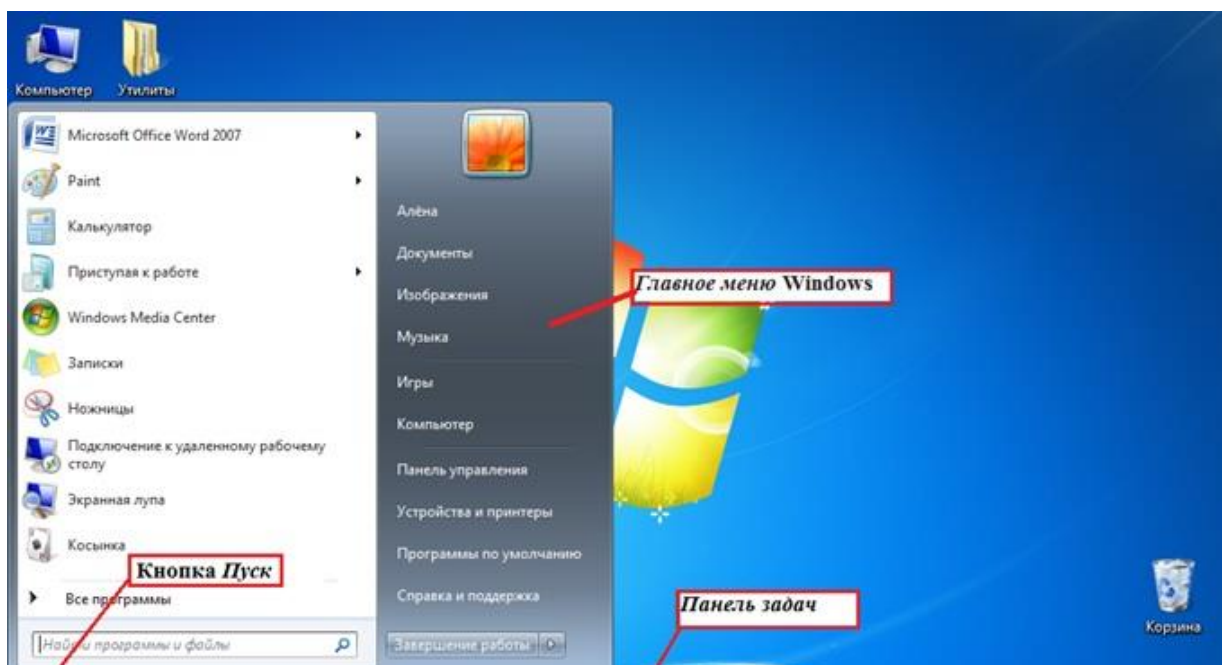 Компьютер
Утилиты
Microsoft Office Word 2007
Paint
Калькулятор
Приступая к работе
Windows Media Center
Записки
Ножницы
Подключение к удаленному рабочему
столу
Экранная лупа
Косынка
Кнопка Пуск
Все программы
Найти программы и файлы
Алёна
Документы
Изображения
Музыка
Игры
Компьютер
Панель управления
Устройства и принтеры
Программы по умолчанию
Справка и поддержка
Завершение работы
Главное меню Windows
Панель задач
Корзина